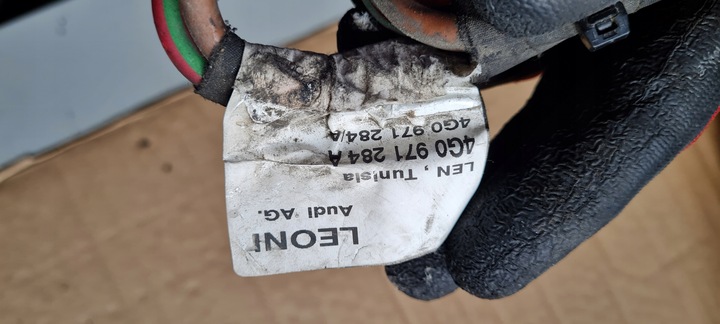 LEONI
Audi AG.
LEN, Tunisia
4G0 971 284 A
4G0 971 284/A